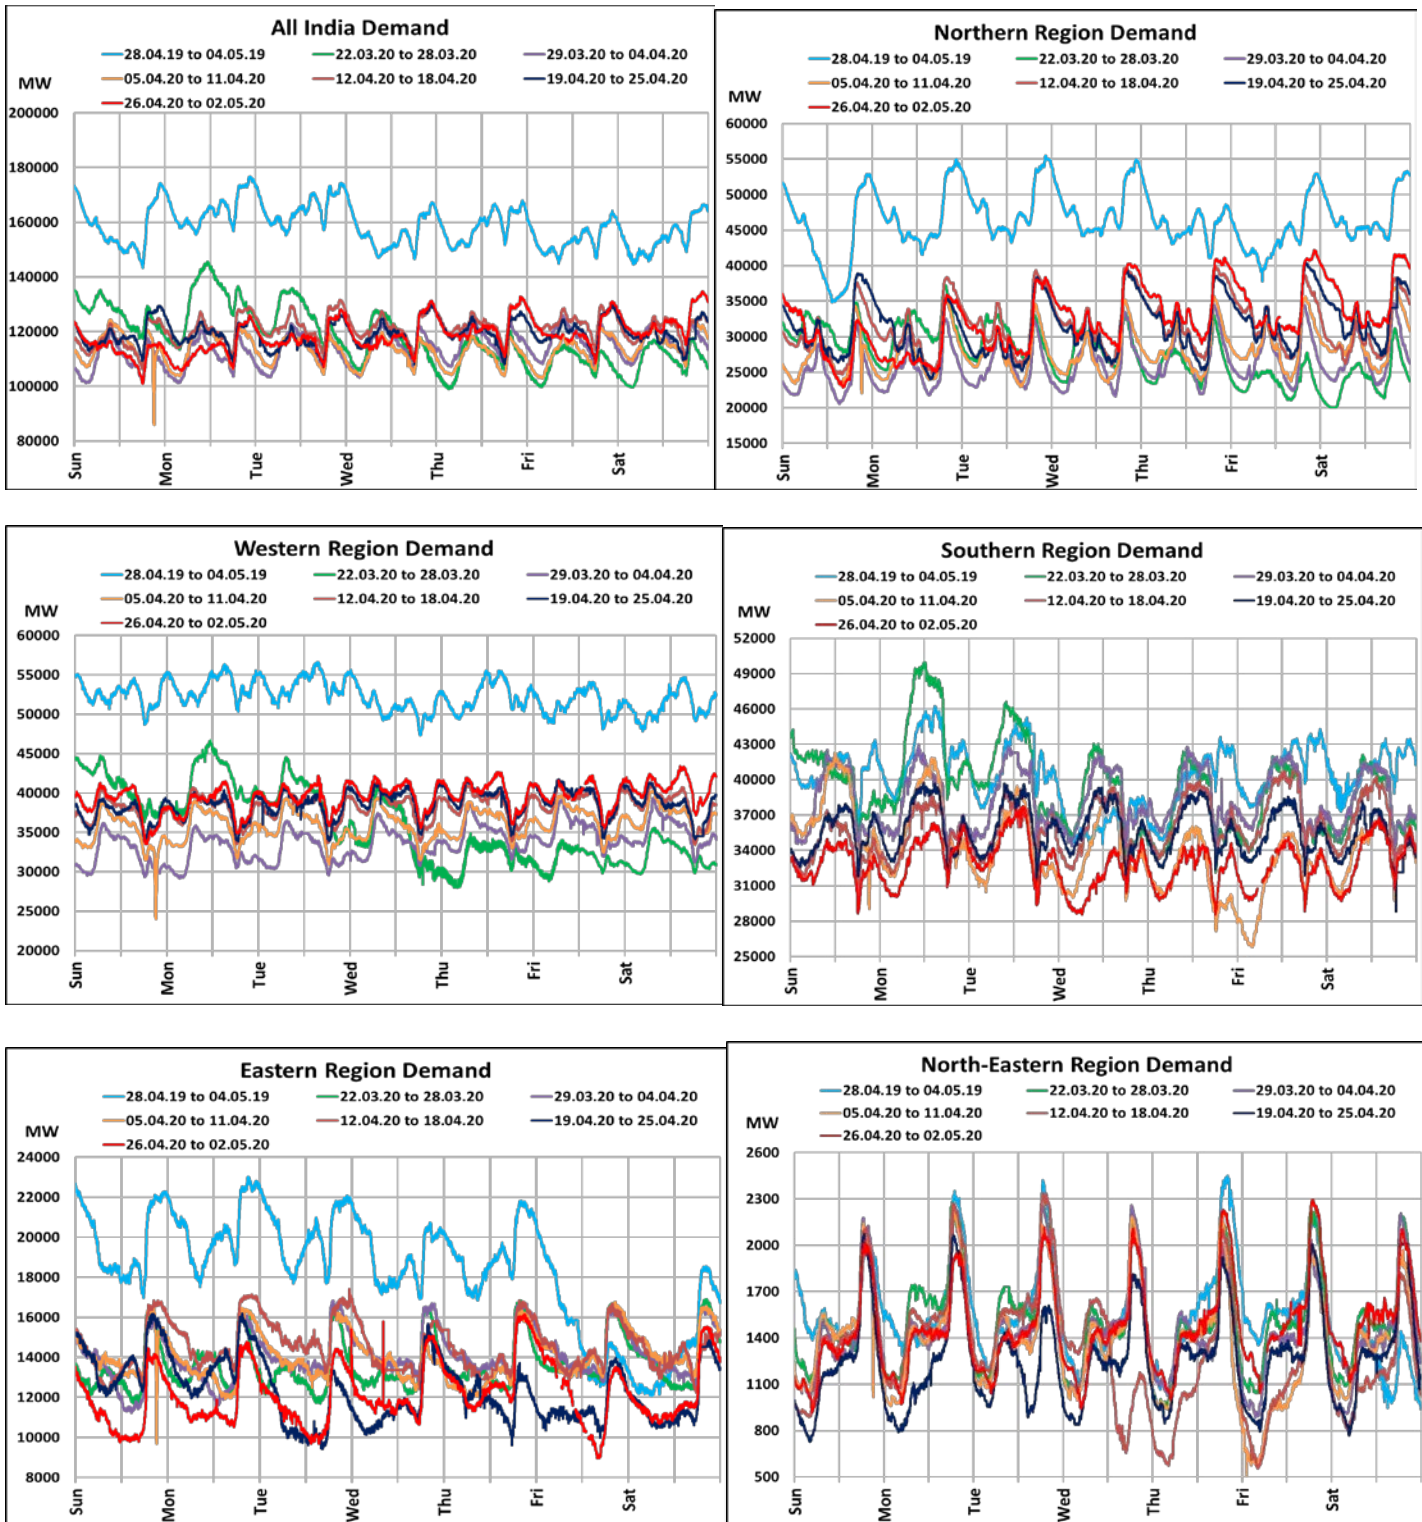 All India Demand
28.04.19 to 04.05.19 22.03.20 to 28.03.20 29.03.20 to 04.04.20
MW 05.04.20 to 11.04.20 12.04.20 to 18.04.20 19.04.20 to 25.04.20
26.04.20 to 02.05.20
200000
180000
160000
140000
120000
100000
80000
Sun Mon Tue Wed Thu Fri Sat
Northern Region Demand
28.04.19 to 04.05.19 22.03.20 to 28.03.20 29.03.20 to 04.04.20
05.04.20 to 11.04.20 12.04.20 to 18.04.20 19.04.20 to 25.04.20
MW 26.04.20 to 02.05.20
60000
55000
50000
45000
40000
35000
30000
25000
20000
15000
Sun Mon Tue Wed Thu Fri Sat
Western Region Demand
28.04.19 to 04.05.19 22.03.20 to 28.03.20 29.03.20 to 04.04.20
05.04.20 to 11.04.20 12.04.20 to 18.04.20 19.04.20 to 25.04.20
MW 26.04.20 to 02.05.20
60000
55000
50000
45000
40000
35000
30000
25000
20000
Sun Mon Tue Wed Thu Fri Sat
Southern Region Demand
28.04.19 to 04.05.19 22.03.20 to 28.03.20 29.03.20 to 04.04.20
05.04.20 to 11.04.20 12.04.20 to 18.04.20 19.04.20 to 25.04.20
MW 26.04.20 to 02.05.20
52000
49000
46000
43000
40000
37000
34000
31000
28000
25000
Sun Mon Tue Wed Thu Fri Sat
Eastern Region Demand
28.04.19 to 04.05.19 22.03.20 to 28.03.20 29.03.20 to 04.04.20
MW 05.04.20 to 11.04.20 12.04.20 to 18.04.20 19.04.20 to 25.04.20
26.04.20 to 02.05.20
24000
22000
20000
18000
16000
14000
12000
10000
8000
Sun Mon Tue Wed Thu Fri Sat
North-Eastern Region Demand
28.04.19 to 04.05.19 22.03.20 to 28.03.20 29.03.20 to 04.04.20
05.04.20 to 11.04.20 12.04.20 to 18.04.20 19.04.20 to 25.04.20
MW 26.04.20 to 02.05.20
2600
2300
2000
1700
1400
1100
800
500
Sun Mon Tue Wed Thu Fri Sat